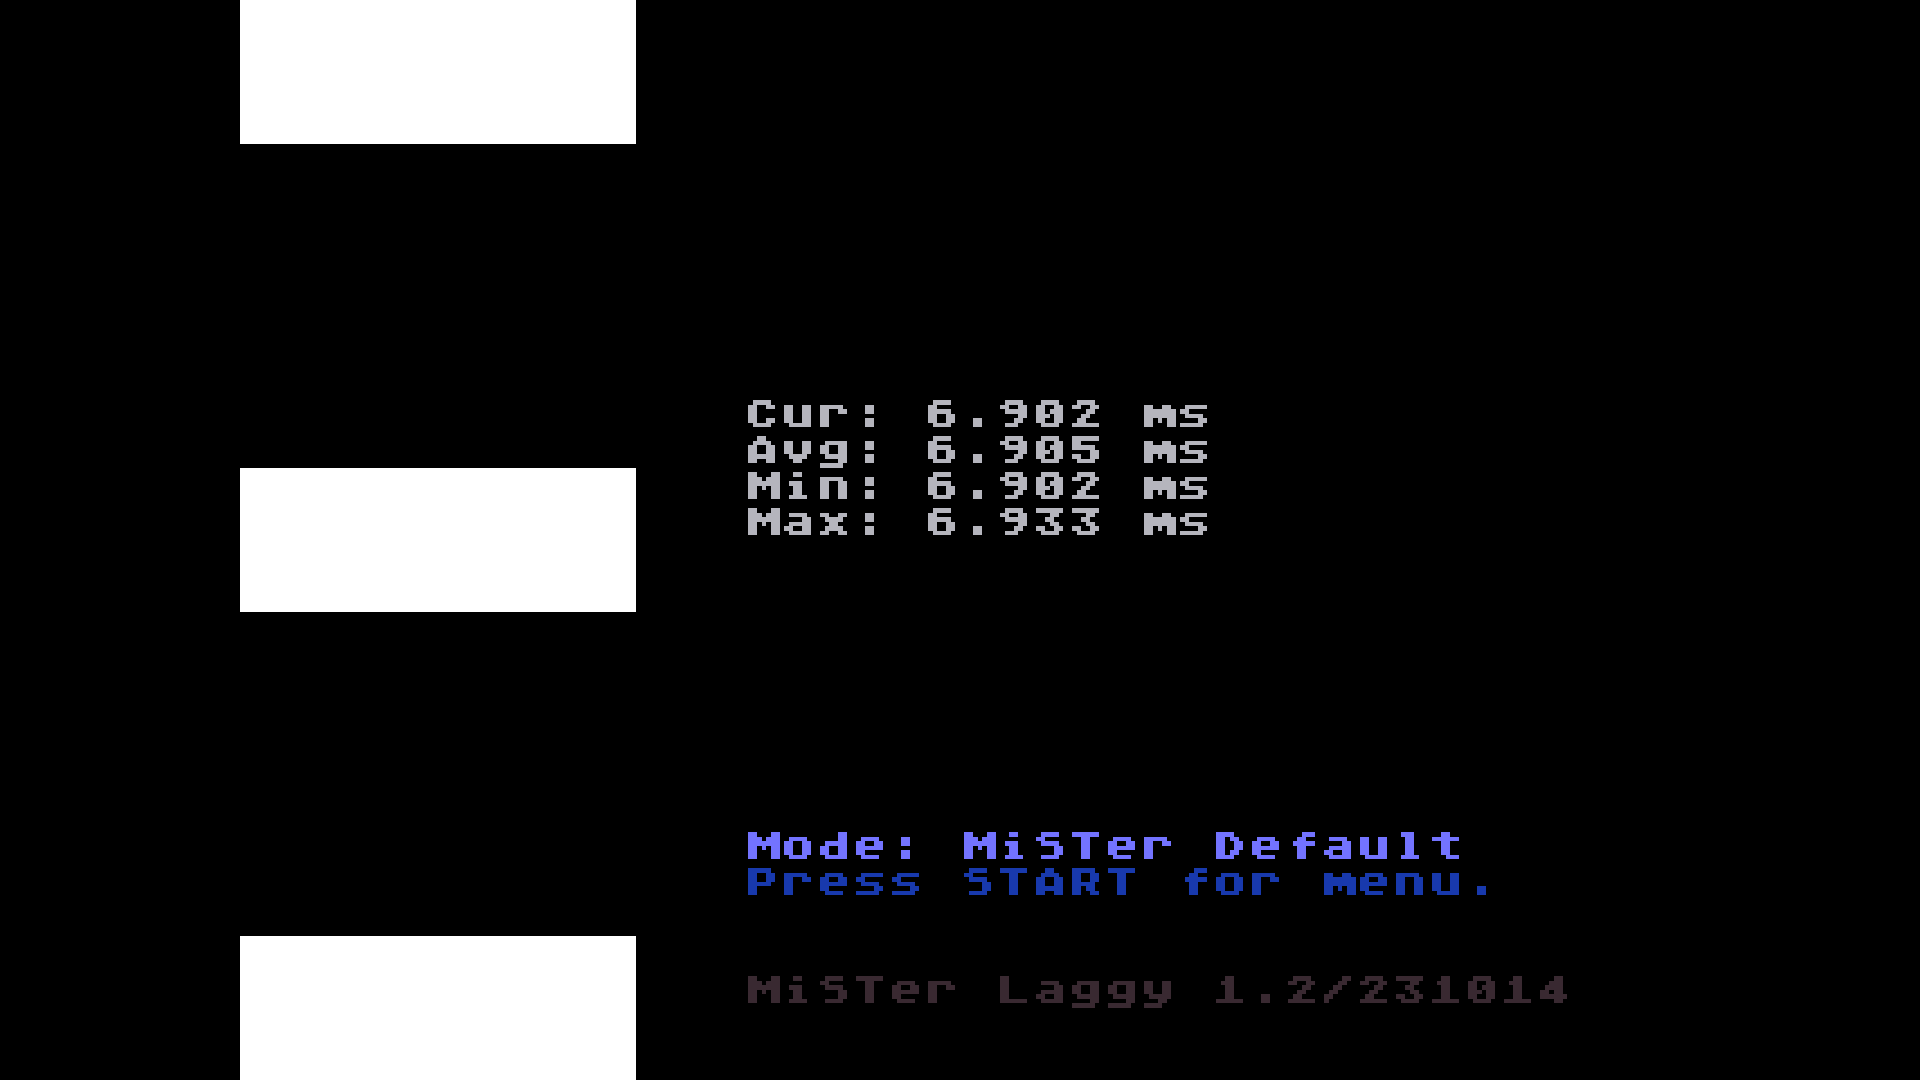 Cur: 6.902 ms
Avg: 6.905 ms
Min: 6.902 ms
Max: 6.933 ms
Mode: MiSTer Default
Press START for menu.
MiSTer Laggy 1.2/231014